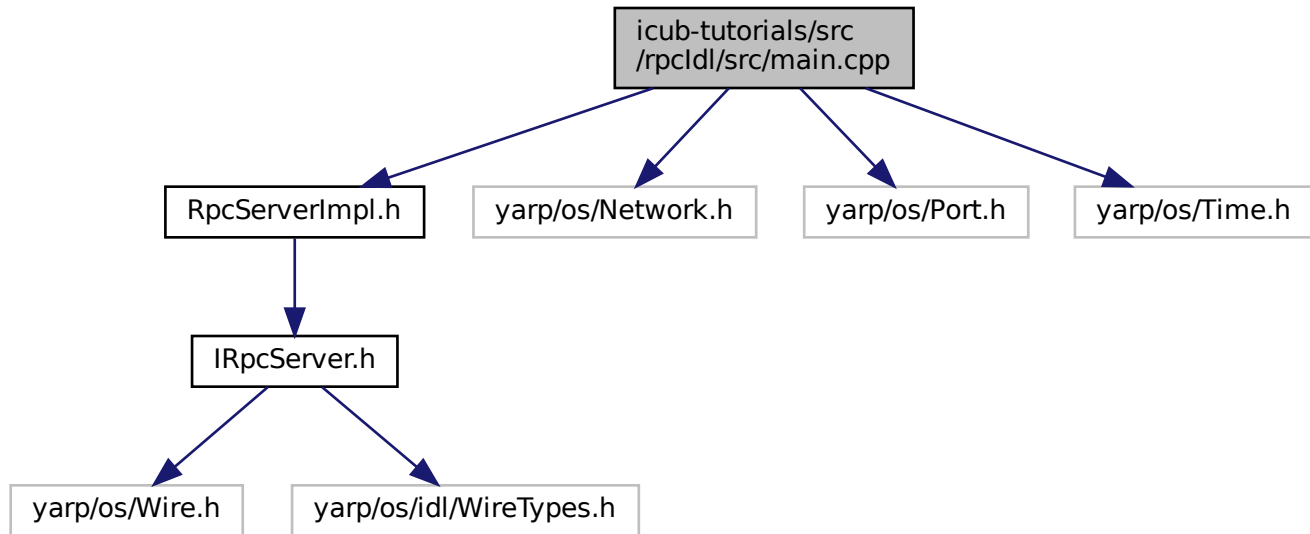 icub-tutorials/src
/rpcIdl/src/main.cpp
RpcServerImpl.h
yarp/os/Network.h
yarp/os/Port.h
yarp/os/Time.h
IRpcServer.h
yarp/os/Wire.h
yarp/os/idl/WireTypes.h